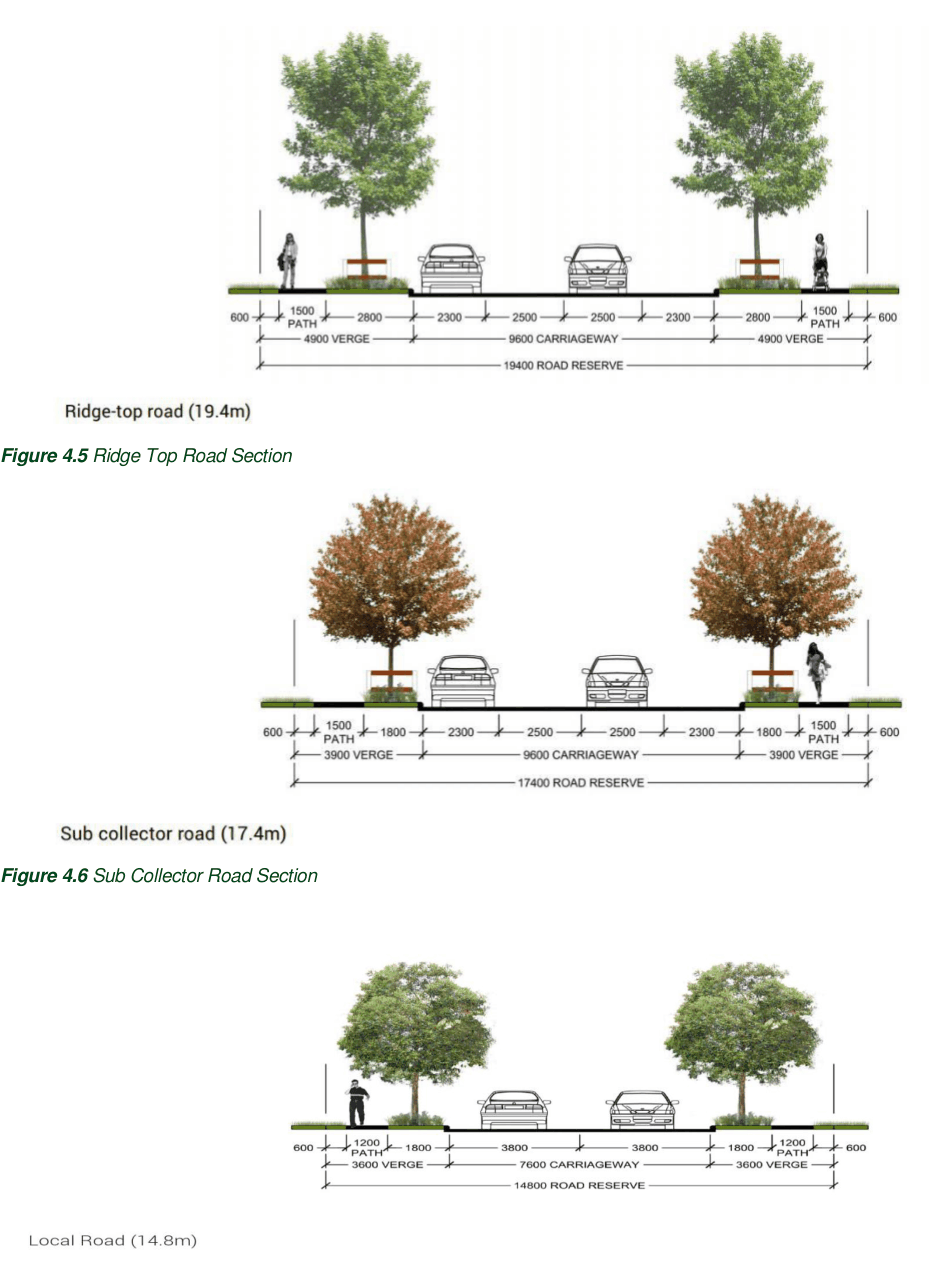 600 1500 PATH 2800 2300 2500 2500 2300 2800 1500 PATH 600
4900 VERGE 9600 CARRIAGEWAY 4900 VERGE
19400 ROAD RESERVE
Ridge-top road (19.4m)
Figure 4.5 Ridge Top Road Section
600 1500 PATH 1800 2300 2500 2500 2300 1800 1500 PATH 600
3900 VERGE 9600 CARRIAGEWAY 3900 VERGE
17400 ROAD RESERVE
Sub collector road (17.4m)
Figure 4.6 Sub Collector Road Section
600 1200 PATH 1800 3800 3800 1800 1200 PATH 600
3600 VERGE 7600 CARRIAGEWAY 3600 VERGE
14800 ROAD RESERVE
Local Road (14.8m)